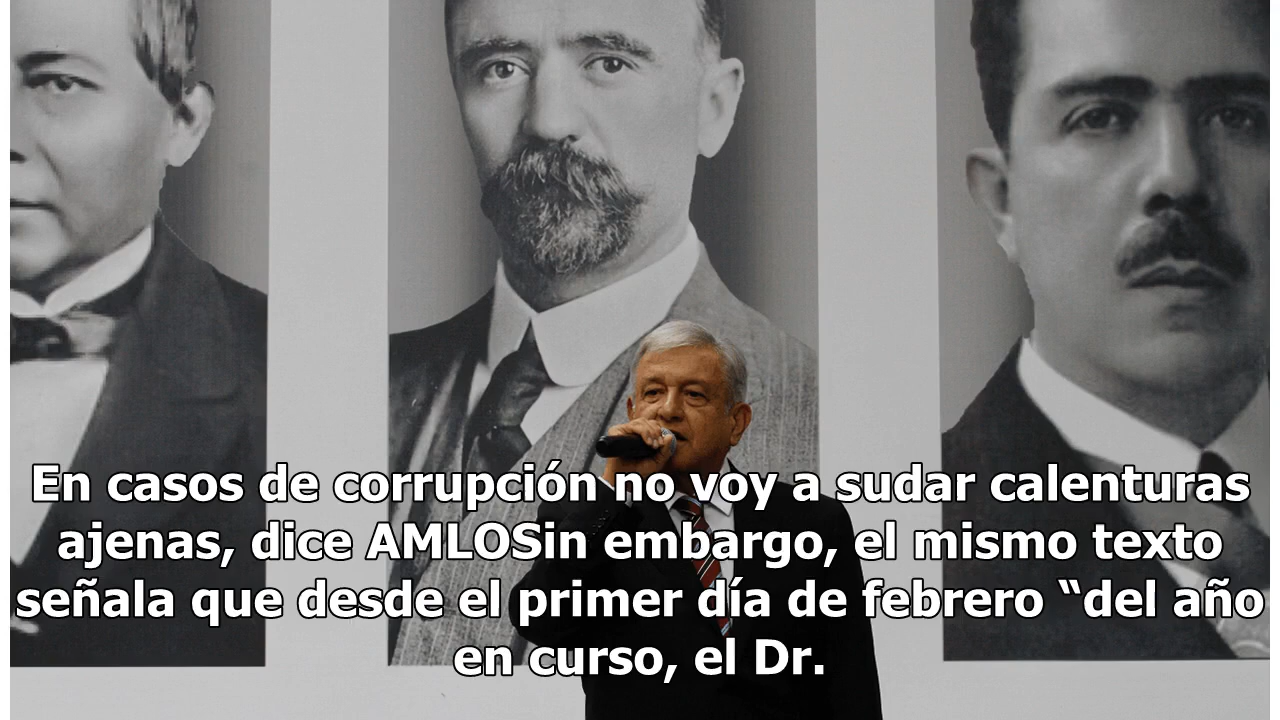 En casos de corrupción no voy a sudar calenturas
ajenas, dice AMLOSin embargo, el mismo texto
señala que desde el primer día de febrero “del año
en curso, el Dr.